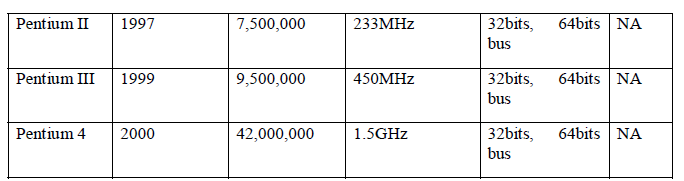 Pentium II 1997 7,500,000 233MHz 32bits, 64bits NA
bus
Pentium III 1999 9,500,000 450MHz 32bits, 64bits NA
bus
Pentium 4 2000 42,000,000 1.5GHz 32bits, 64bits NA
bus